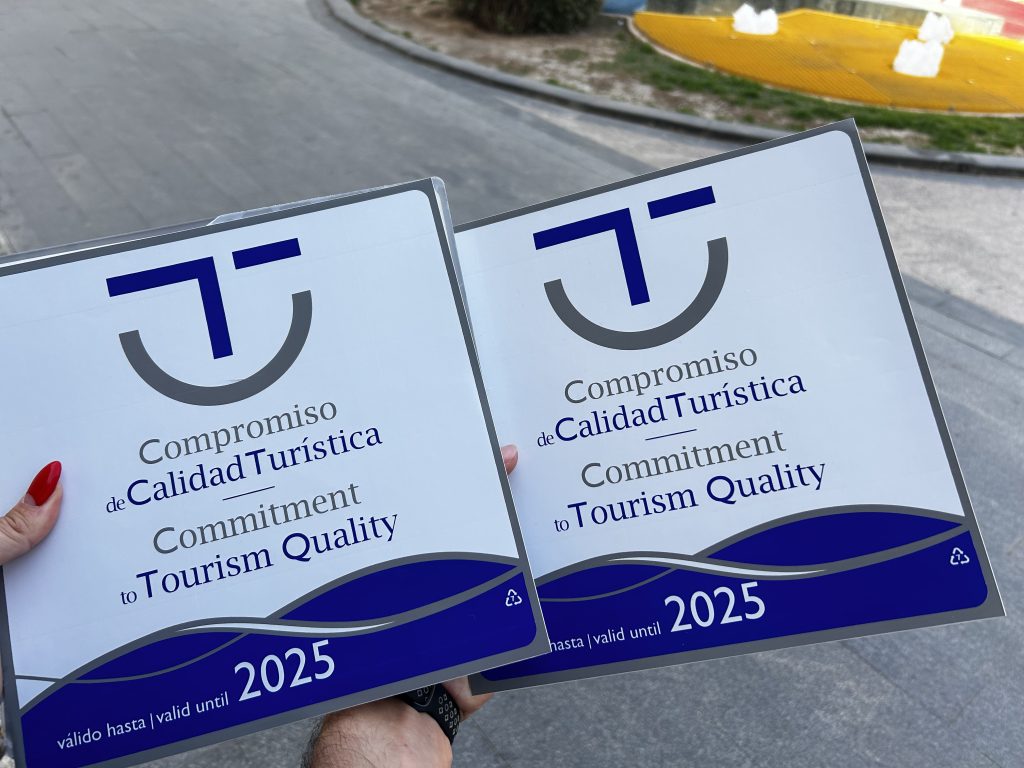 Compromiso
de Calidad Turística
Commitment
to Tourism Quality
válido hasta | valid until 2025
Compromiso
de Calidad Turística
Commitment
to Tourism Quality
hasta | valid until 2025